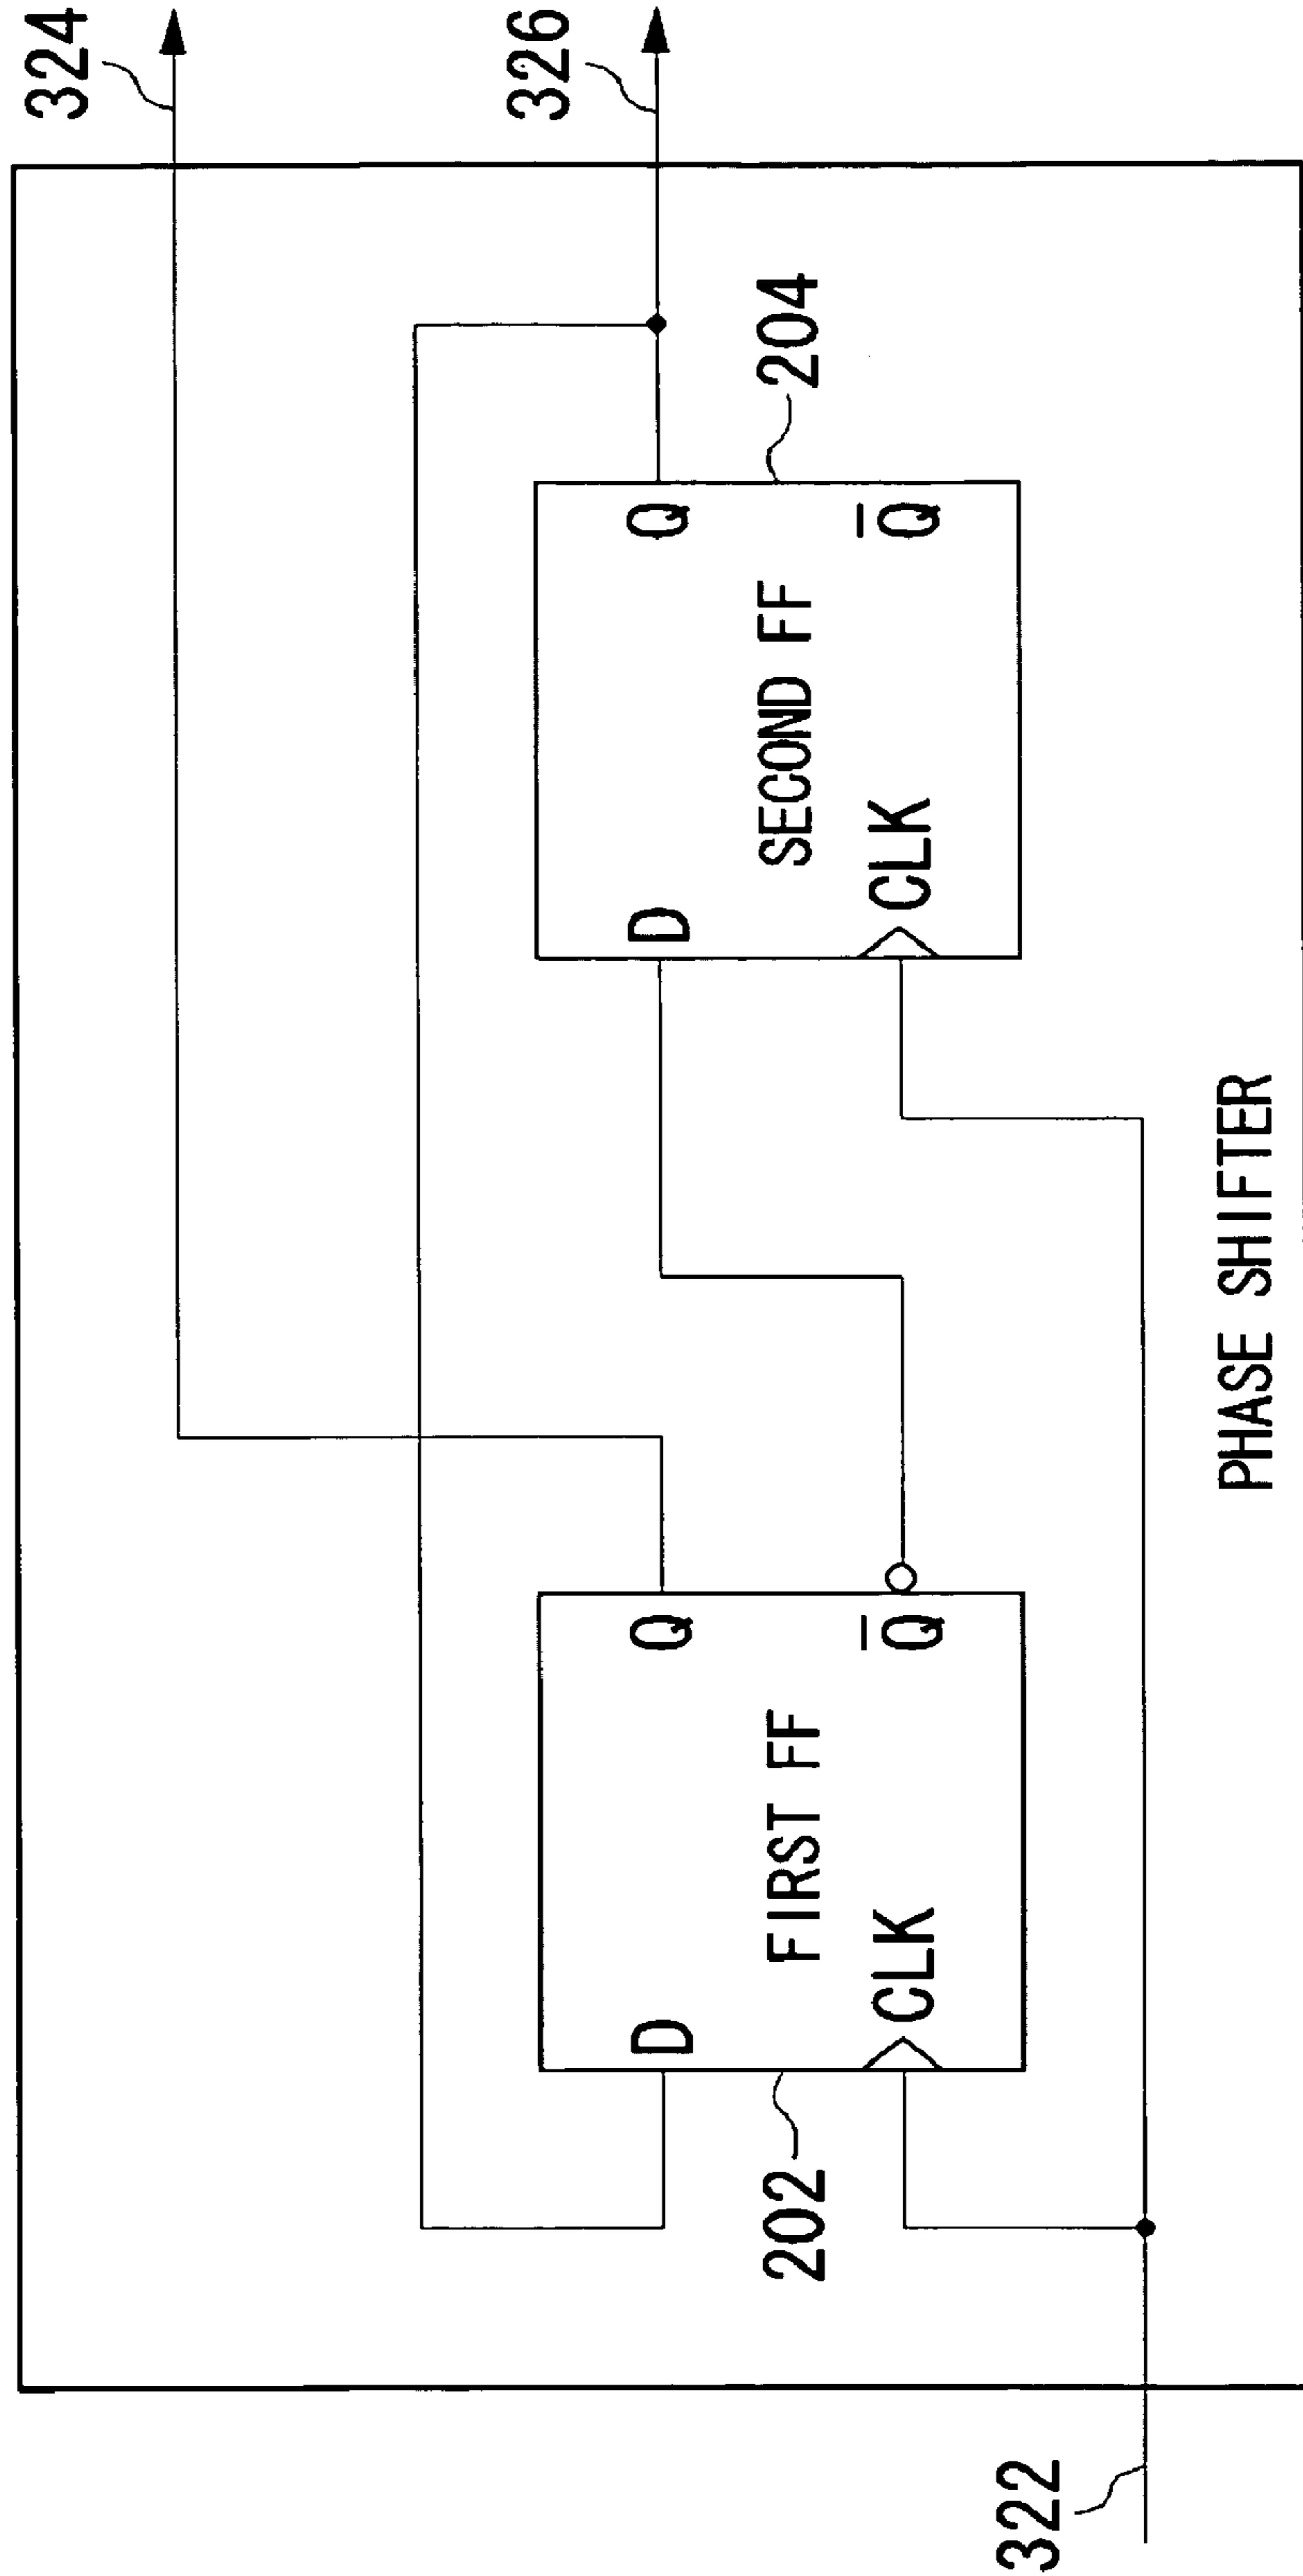 324
326
204
D
Q
SECOND FF
CLK
Q̅
D
Q
FIRST FF
CLK
Q̅
202
322
PHASE SHIFTER